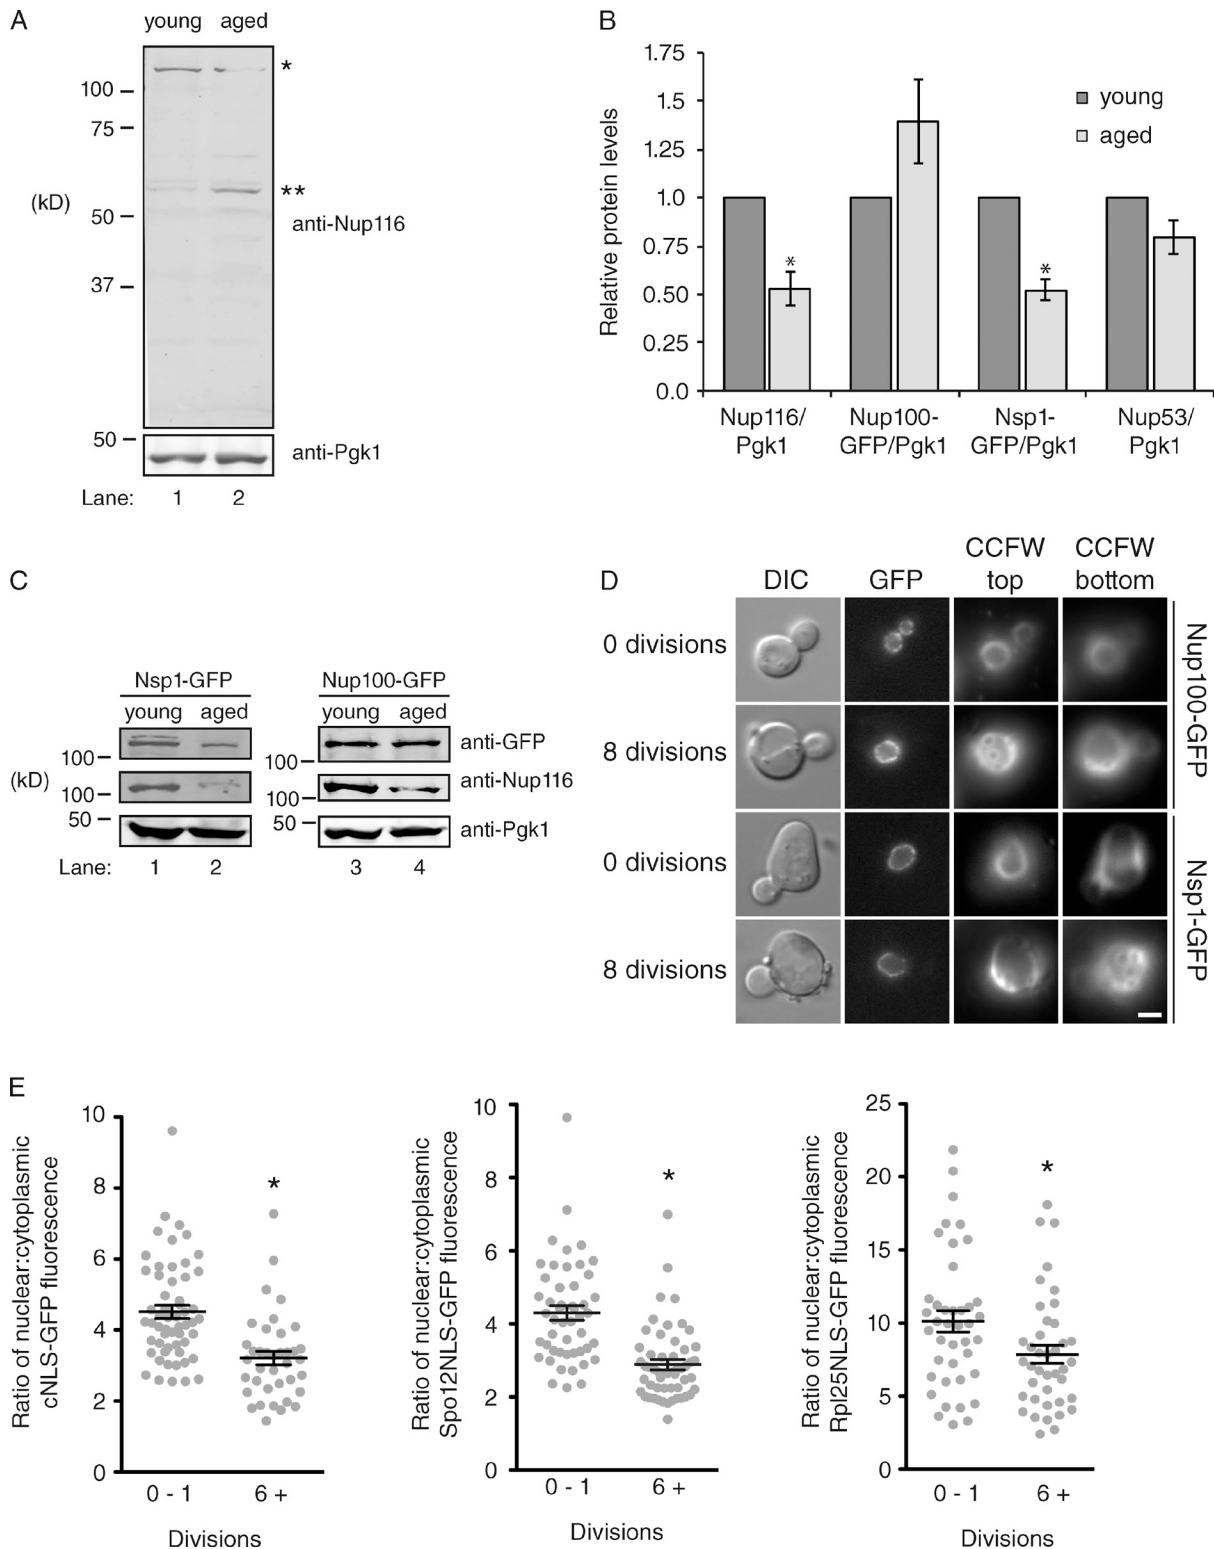 A
young aged
*
100
75
**
(kD)
50
anti-Nup116
37
50
anti-Pgk1
Lane: 1 2
B
1.75
1.5
1.25
1.0
0.75
0.50
0.25
0.0
Relative protein levels
young
aged
*
*
Nup116/
Pgk1
Nup100-
GFP/Pgk1
Nsp1-
GFP/Pgk1
Nup53/
Pgk1
C
Nsp1-GFP
Nup100-GFP
young aged
young aged
anti-GFP
100
100
(kD)
anti-Nup116
100
100
50
50
anti-Pgk1
Lane: 1 2 3 4
D
DIC
GFP
CCFW
top
CCFW
bottom
0 divisions
8 divisions
Nup100-GFP
0 divisions
8 divisions
Nsp1-GFP
E
Ratio of nuclear:cytoplasmic
cNLS-GFP fluorescence
10
8
6
4
2
0
*
0 - 1
6 +
Divisions
Ratio of nuclear:cytoplasmic
Spo12NLS-GFP fluorescence
10
8
6
4
2
0
*
0 - 1
6 +
Divisions
Ratio of nuclear:cytoplasmic
Rpl25NLS-GFP fluorescence
25
20
15
10
5
0
*
0 - 1
6 +
Divisions